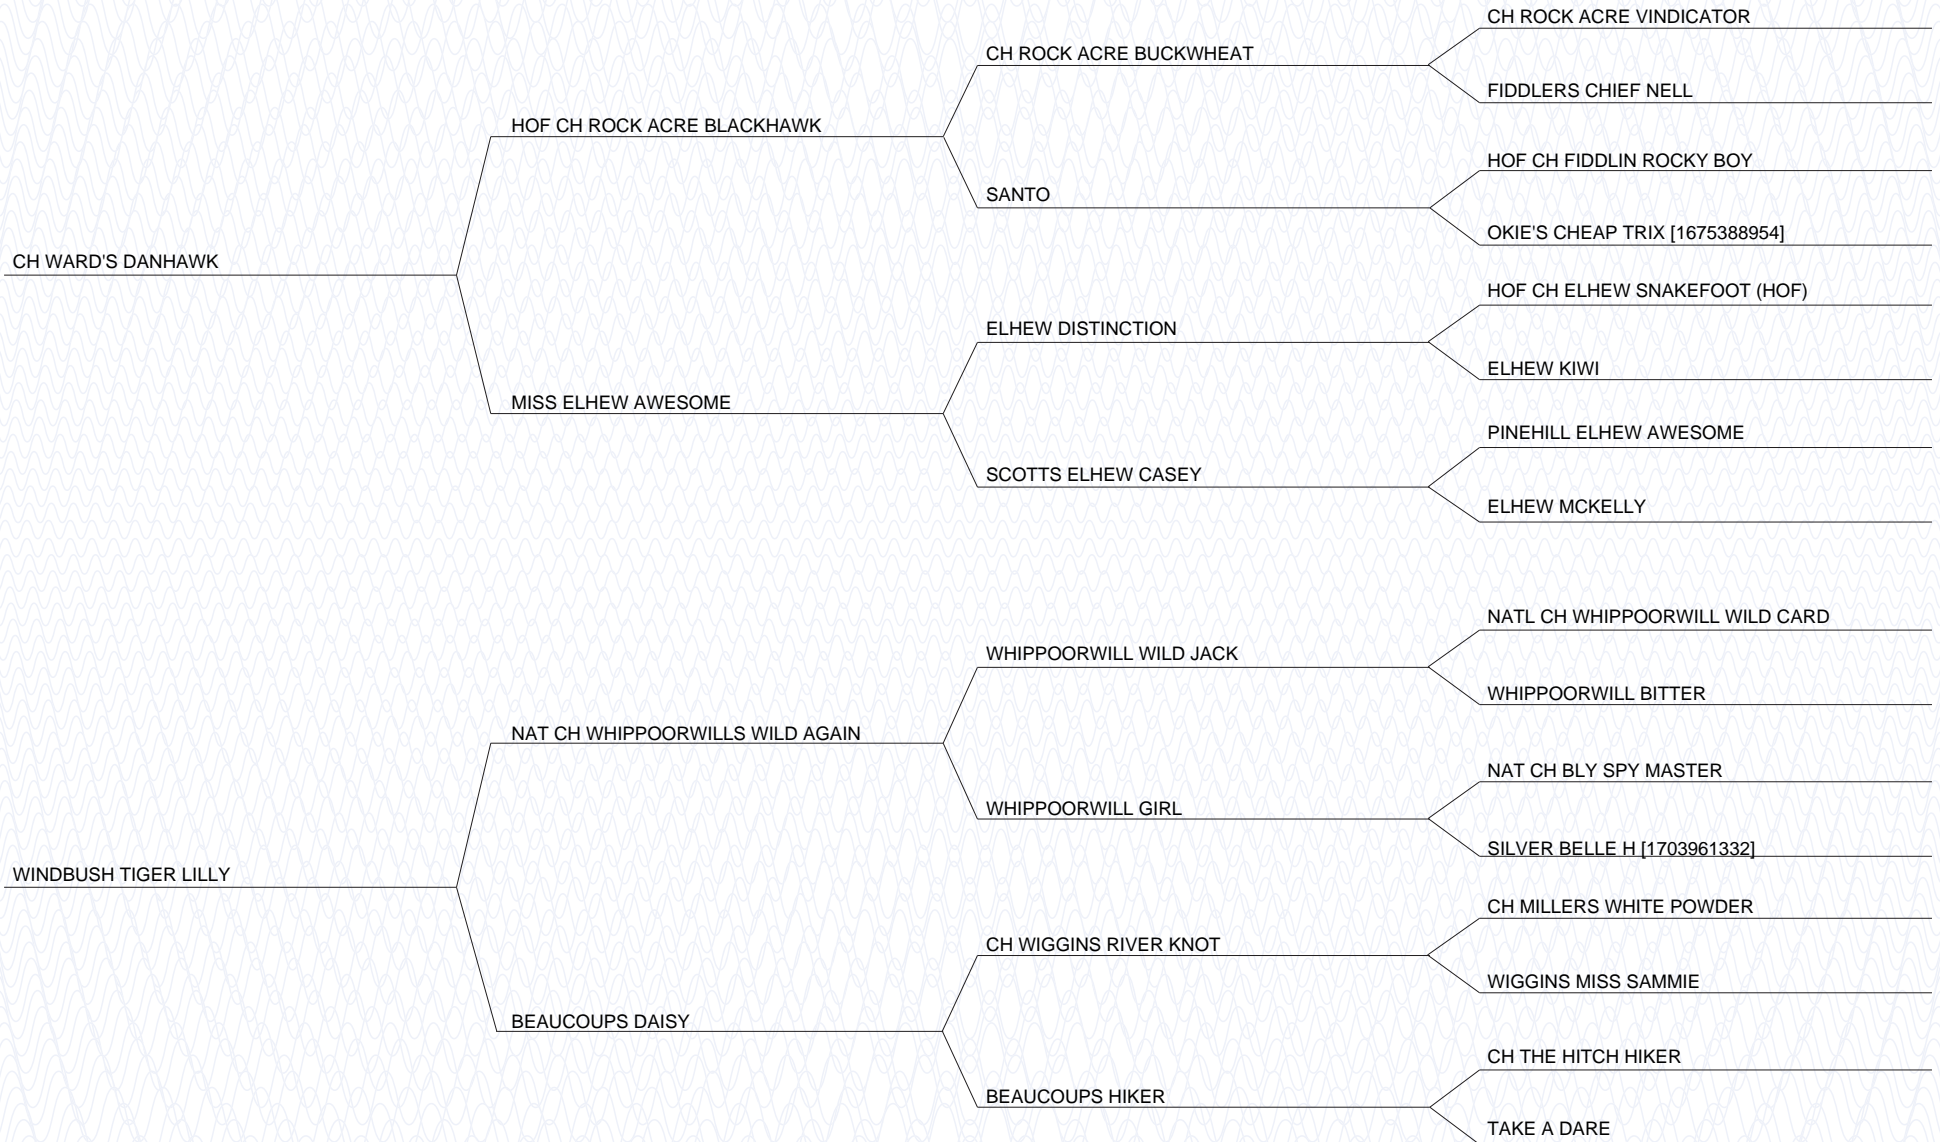 CH ROCK ACRE VINDICATOR
CH ROCK ACRE BUCKWHEAT
FIDDLERS CHIEF NELL
HOF CH ROCK ACRE BLACKHAWK
HOF CH FIDDLIN ROCKY BOY
SANTO
OKIE'S CHEAP TRIX [1675388954]
CH WARD'S DANHAWK
HOF CH ELHEW SNAKEFOOT (HOF)
ELHEW DISTINCTION
ELHEW KIWI
MISS ELHEW AWESOME
PINEHILL ELHEW AWESOME
SCOTTS ELHEW CASEY
ELHEW MCKELLY
NATL CH WHIPPOORWILL WILD CARD
WHIPPOORWILL WILD JACK
WHIPPOORWILL BITTER
NAT CH WHIPPOORWILLS WILD AGAIN
NAT CH BLY SPY MASTER
WHIPPOORWILL GIRL
SILVER BELLE H [1703961332]
WINDBUSH TIGER LILLY
CH MILLERS WHITE POWDER
CH WIGGINS RIVER KNOT
WIGGINS MISS SAMMIE
BEAUCOUPS DAISY
CH THE HITCH HIKER
BEAUCOUPS HIKER
TAKE A DARE